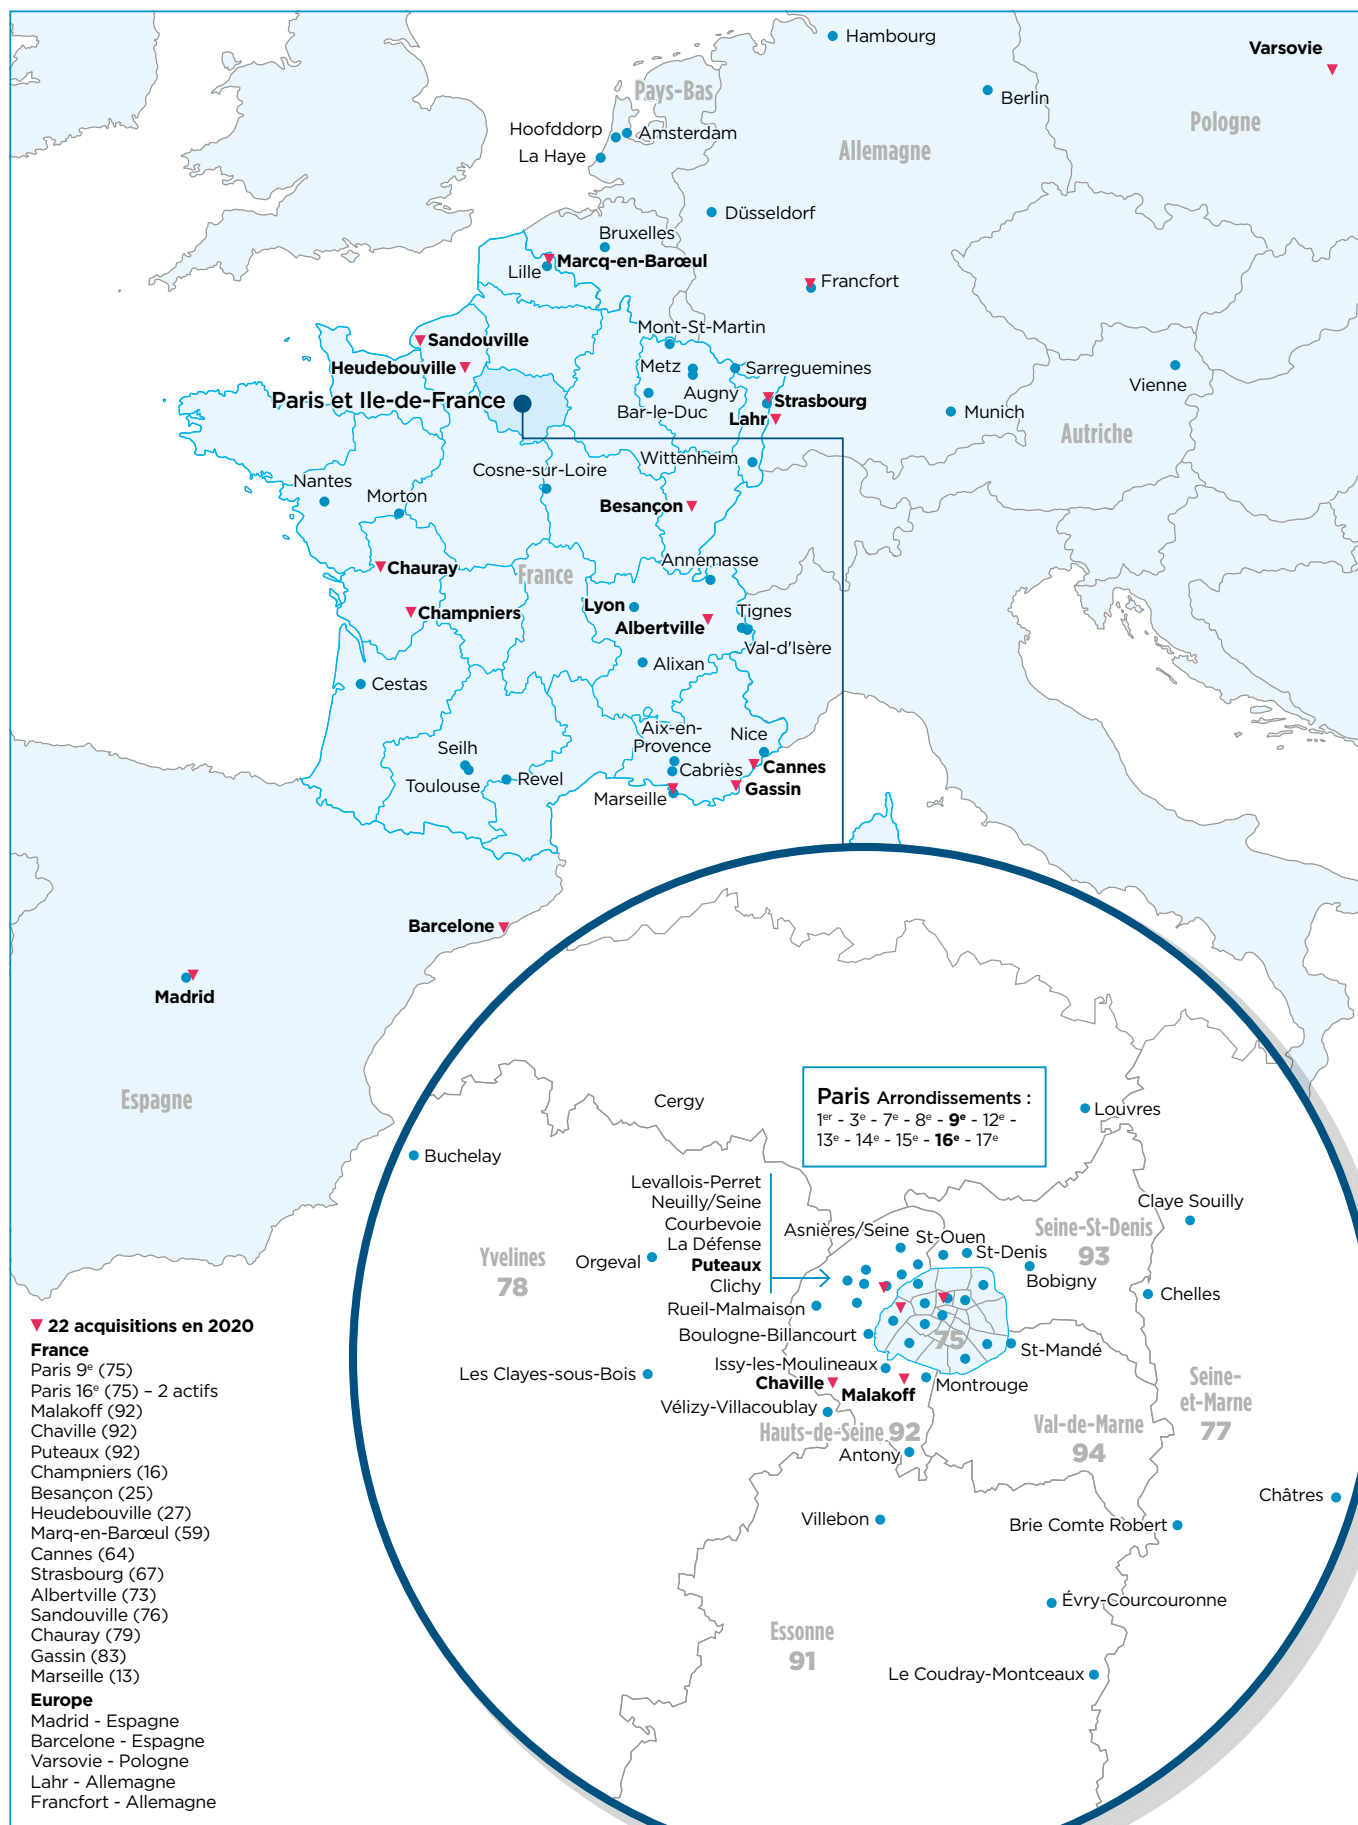 Hambourg
Varsovie
Berlin
Pays-Bas
Pologne
Hoofddorp
Amsterdam
Allemagne
La Haye
Düsseldorf
Bruxelles
Marcq-en-Barœul
Lille
Francfort
Mont-St-Martin
Sandouville
Heudebouville
Metz
Sarreguemines
Vienne
Augny
Paris et Ile-de-France
Bar-le-Duc
Strasbourg
Lahr
Munich
Autriche
Wittenheim
Cosne-sur-Loire
Nantes
Morton
Besançon
Annemasse
Chauray
France
Lyon
Champniers
Tignes
Albertville
Val-d'Isère
Alixan
Cestas
Aix-en-
Provence
Nice
Seilh
Cabriès
Cannes
Toulouse
Revel
Gassin
Marseille
Barcelone
Madrid
Espagne
Cergy
Paris Arrondissements :
1er - 3e - 7e - 8e - 9e - 12e -
13e - 14e - 15e - 16e - 17e
Louvres
Buchelay
Levallois-Perret
Neuilly/Seine
Courbevoie
La Défense
Puteaux
Clichy
Claye Souilly
Asnières/Seine
St-Ouen
Seine-St-Denis
93
St-Denis
Yvelines
78
Orgeval
Bobigny
Chelles
Rueil-Malmaison
Boulogne-Billancourt
75
St-Mandé
Issy-les-Moulineaux
Les Clayes-sous-Bois
Chaville
Malakoff
Montrouge
Seine-
et-Marne
77
Vélizy-Villacoublay
Hauts-de-Seine 92
Val-de-Marne
94
Antony
Châtres
Villebon
Brie Comte Robert
Évry-Courcouronne
Essonne
91
Le Coudray-Montceaux
22 acquisitions en 2020
France
Paris 9e (75)
Paris 16e (75) – 2 actifs
Malakoff (92)
Chaville (92)
Puteaux (92)
Champniers (16)
Besançon (25)
Heudebouville (27)
Marq-en-Barœul (59)
Cannes (64)
Strasbourg (67)
Albertville (73)
Sandouville (76)
Chauray (79)
Gassin (83)
Marseille (13)
Europe
Madrid - Espagne
Barcelone - Espagne
Varsovie - Pologne
Lahr - Allemagne
Francfort - Allemagne